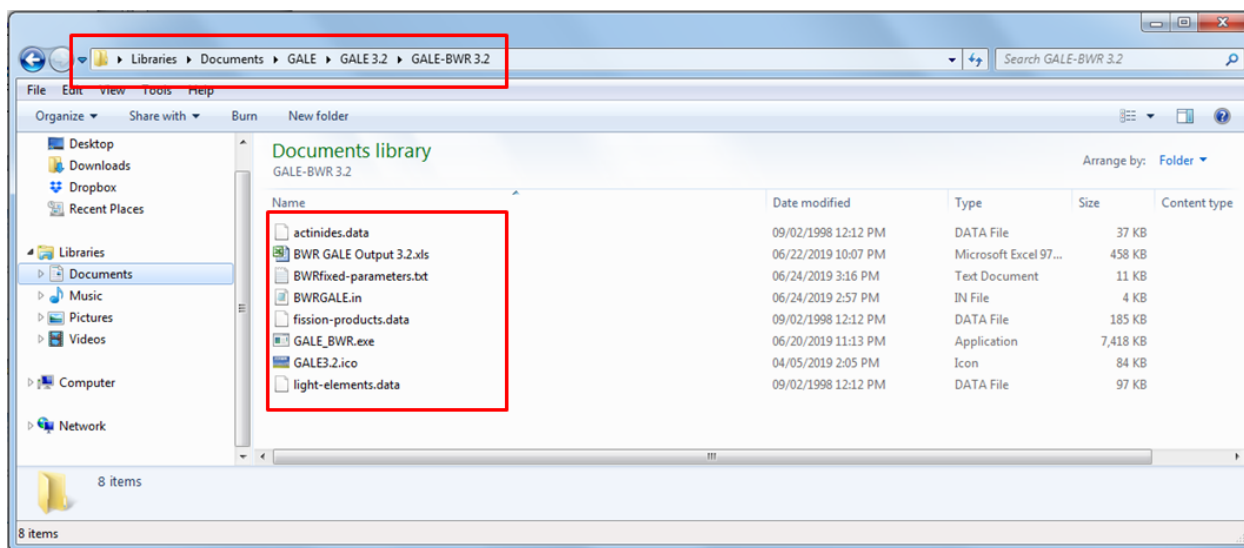 Libraries Documents GALE GALE 3.2 GALE-BWR 3.2 Search GALE-BWR 3.2
File Edit View Tools Help
Organize Share with Burn New folder
Desktop
Downloads
Dropbox
Recent Places
Libraries
Documents
Music
Pictures
Videos
Computer
Network
Documents library
GALE-BWR 3.2
Arrange by: Folder
Name Date modified Type Size Content type
actinides.data 09/02/1998 12:12 PM DATA File 37 KB
BWR GALE Output 3.2.xls 06/22/2019 10:07 PM Microsoft Excel 97... 458 KB
BWRfixed-parameters.txt 06/24/2019 3:16 PM Text Document 11 KB
BWRGALE.in 06/24/2019 2:57 PM IN File 4 KB
fission-products.data 09/02/1998 12:12 PM DATA File 185 KB
GALE_BWR.exe 06/20/2019 11:13 PM Application 7,418 KB
GALE3.2.ico 04/05/2019 2:05 PM Icon 84 KB
light-elements.data 09/02/1998 12:12 PM DATA File 97 KB
8 items
8 items